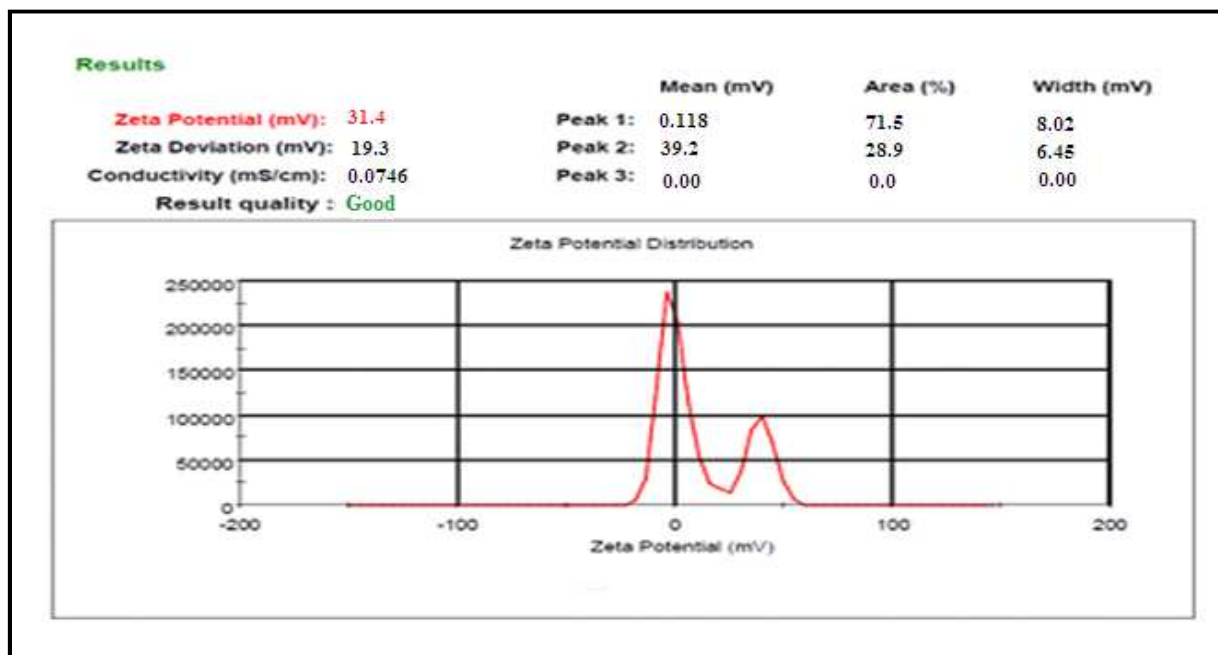 Results
Mean (mV) Area (%) Width (mV)
Zeta Potential (mV): 31.4 Peak 1: 0.118 71.5 8.02
Zeta Deviation (mV): 19.3 Peak 2: 39.2 28.9 6.45
Conductivity (mS/cm): 0.0746 Peak 3: 0.00 0.0 0.00
Result quality : Good
Zeta Potential Distribution
250000
200000
150000
100000
50000
0
-200 -100 0 100 200
Zeta Potential (mV)